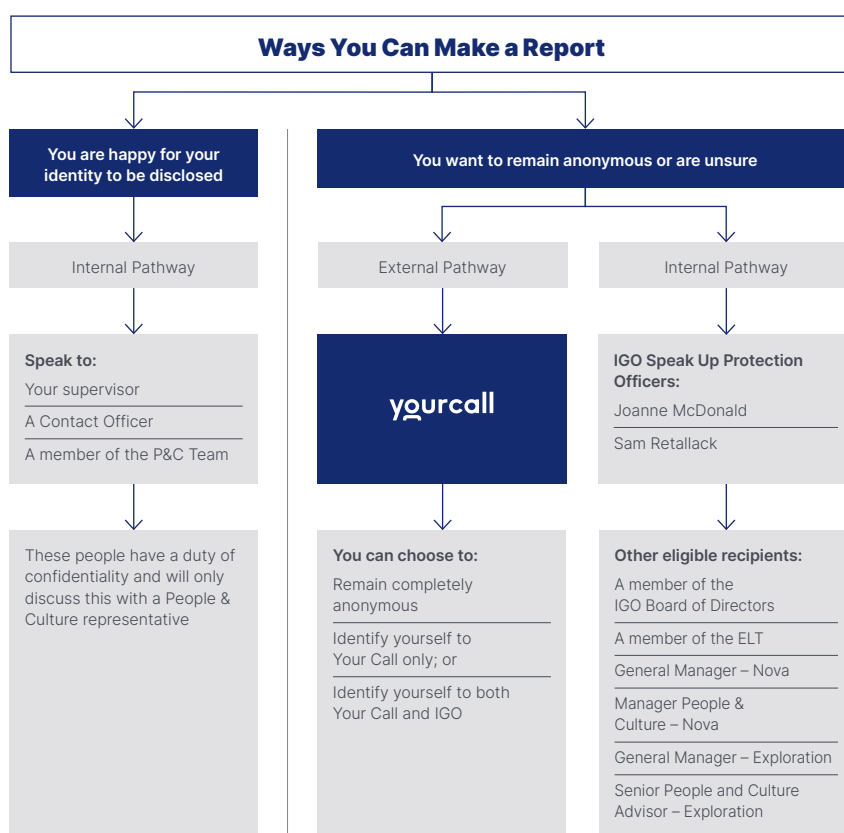 Ways You Can Make a Report
You are happy for your
identity to be disclosed
Internal Pathway
Speak to:
Your supervisor
A Contact Officer
A member of the P&C Team
These people have a duty of
confidentiality and will only
discuss this with a People &
Culture representative
You want to remain anonymous or are unsure
External Pathway
yourcall
You can choose to:
Remain completely
anonymous
Identify yourself to
Your Call only; or
Identify yourself to both
Your Call and IGO
Internal Pathway
IGO Speak Up Protection
Officers:
Joanne McDonald
Sam Retallack
Other eligible recipients:
A member of the
IGO Board of Directors
A member of the ELT
General Manager – Nova
Manager People &
Culture – Nova
General Manager – Exploration
Senior People and Culture
Advisor – Exploration